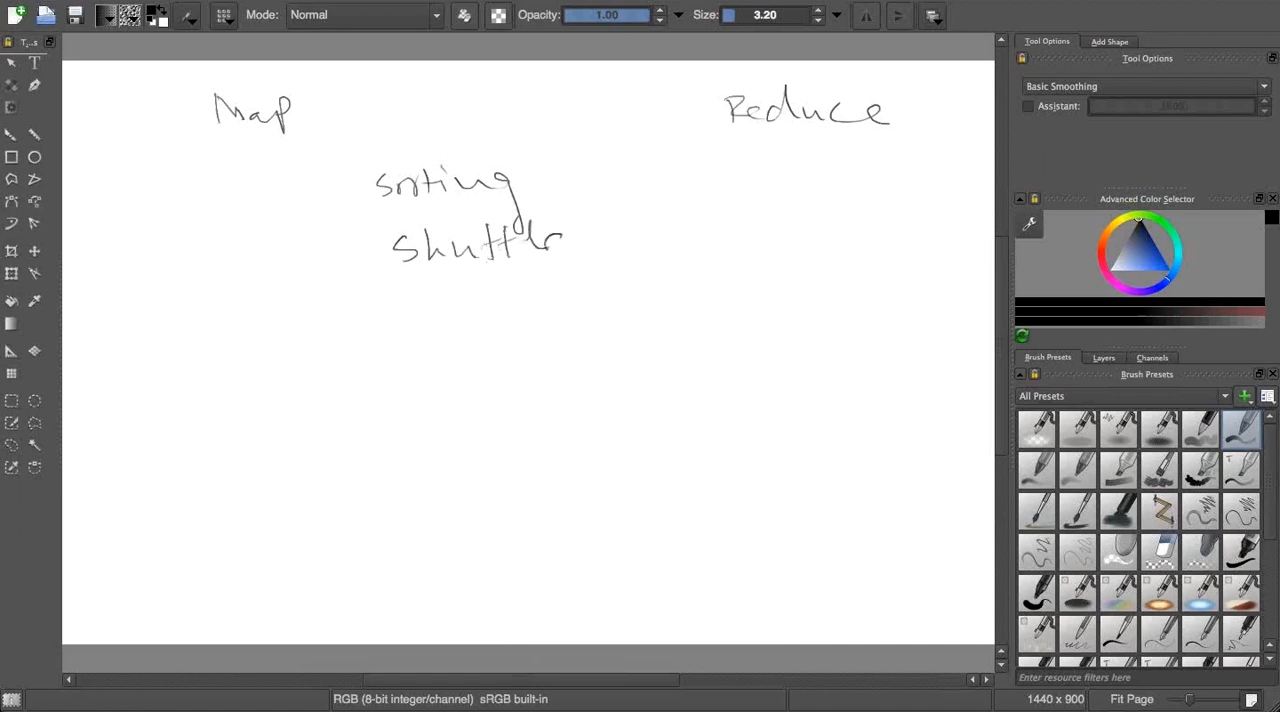 Mode: Normal Opacity: 1.00 Size: 3.20
T...s
Tool Options Add Shape
Tool Options
Basic Smoothing
Assistant:
Advanced Color Selector
Map Reduce
sorting
Brush Presets Layers Channels
Brush Presets
All Presets
Enter resource filters here
RGB (8-bit integer/channel) sRGB built-in 1440 x 900 Fit Page